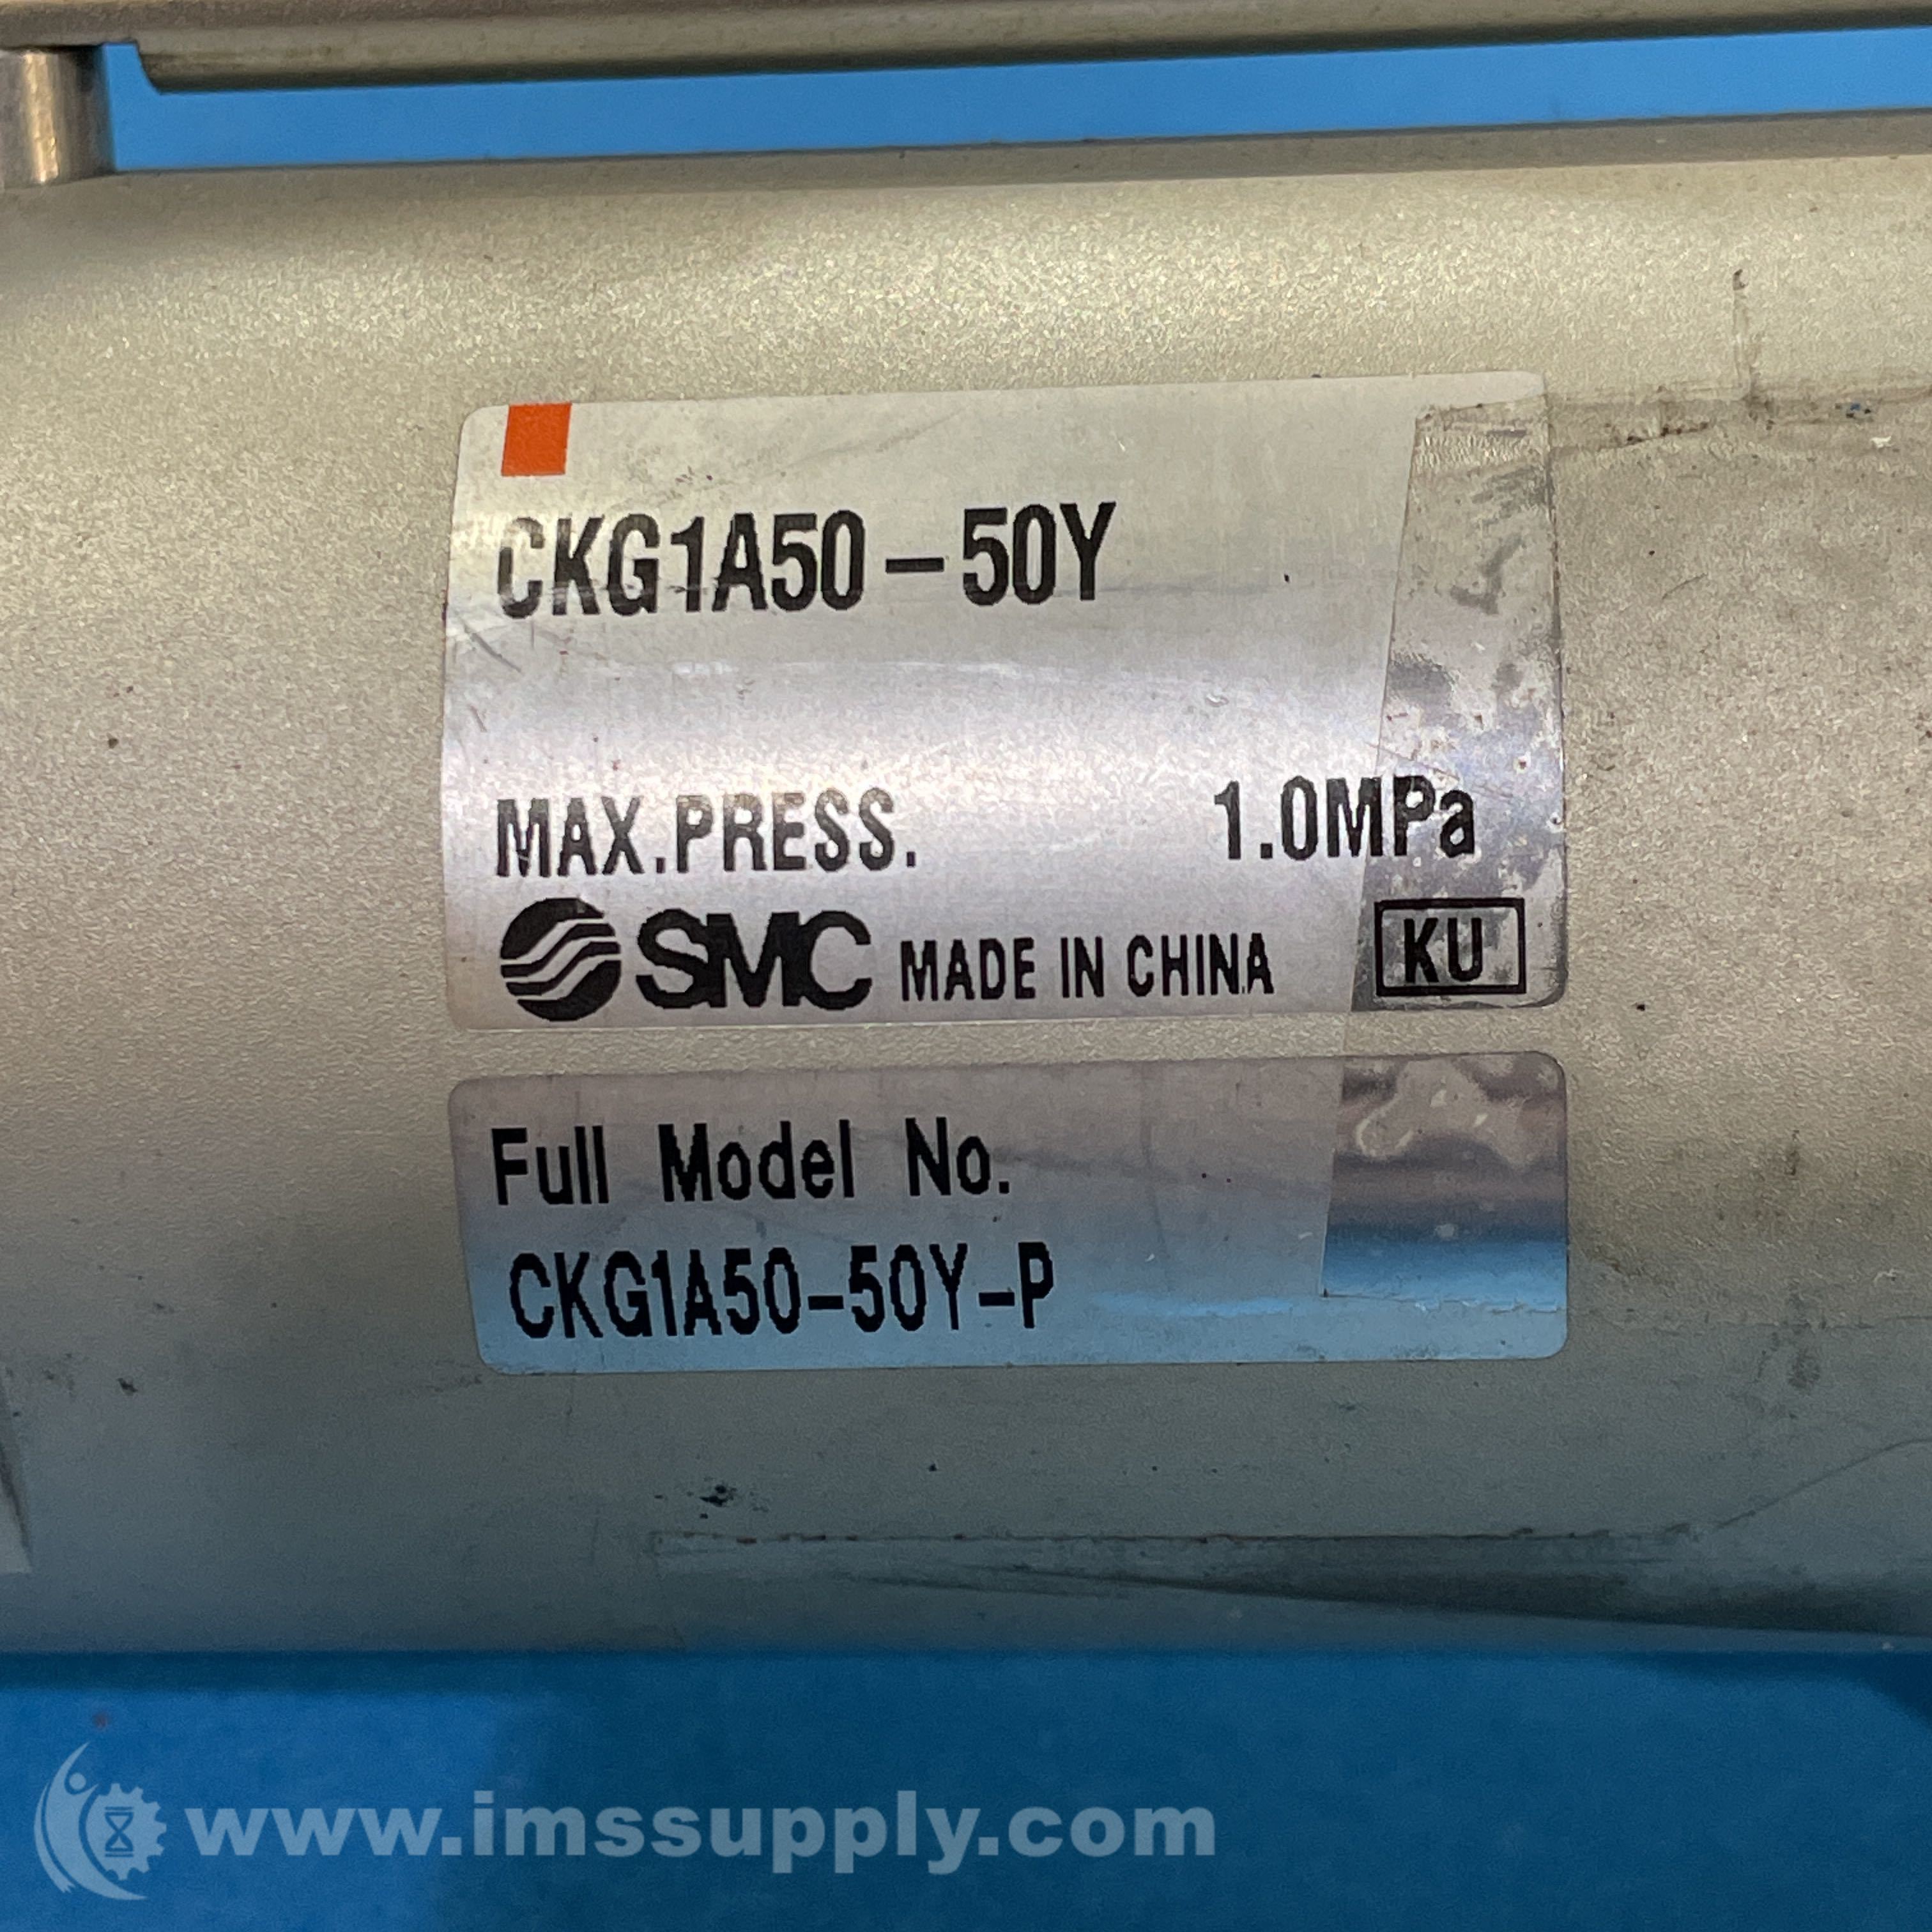 CKG1A50-50Y
MAX.PRESS. 1.0MPa
SMC MADE IN CHINA KU
Full Model No.
CKG1A50-50Y-P
www.imssupply.com